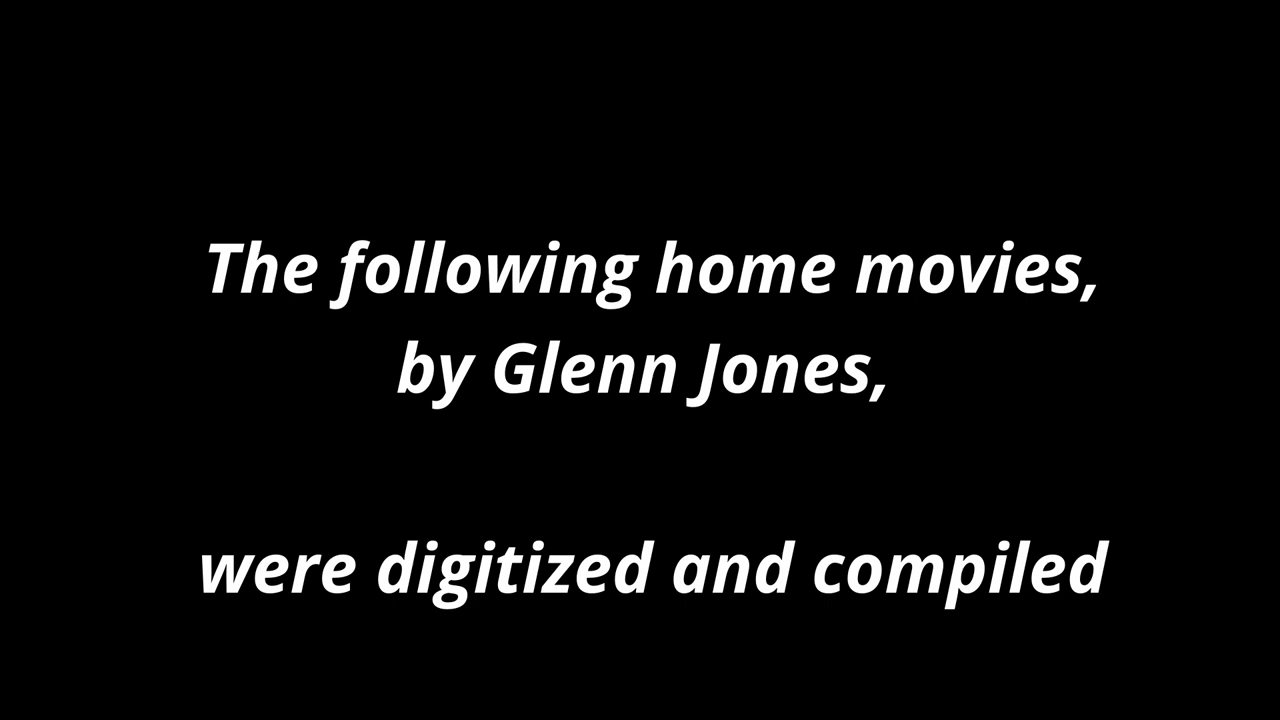 The following home movies,
by Glenn Jones,
were digitized and compiled